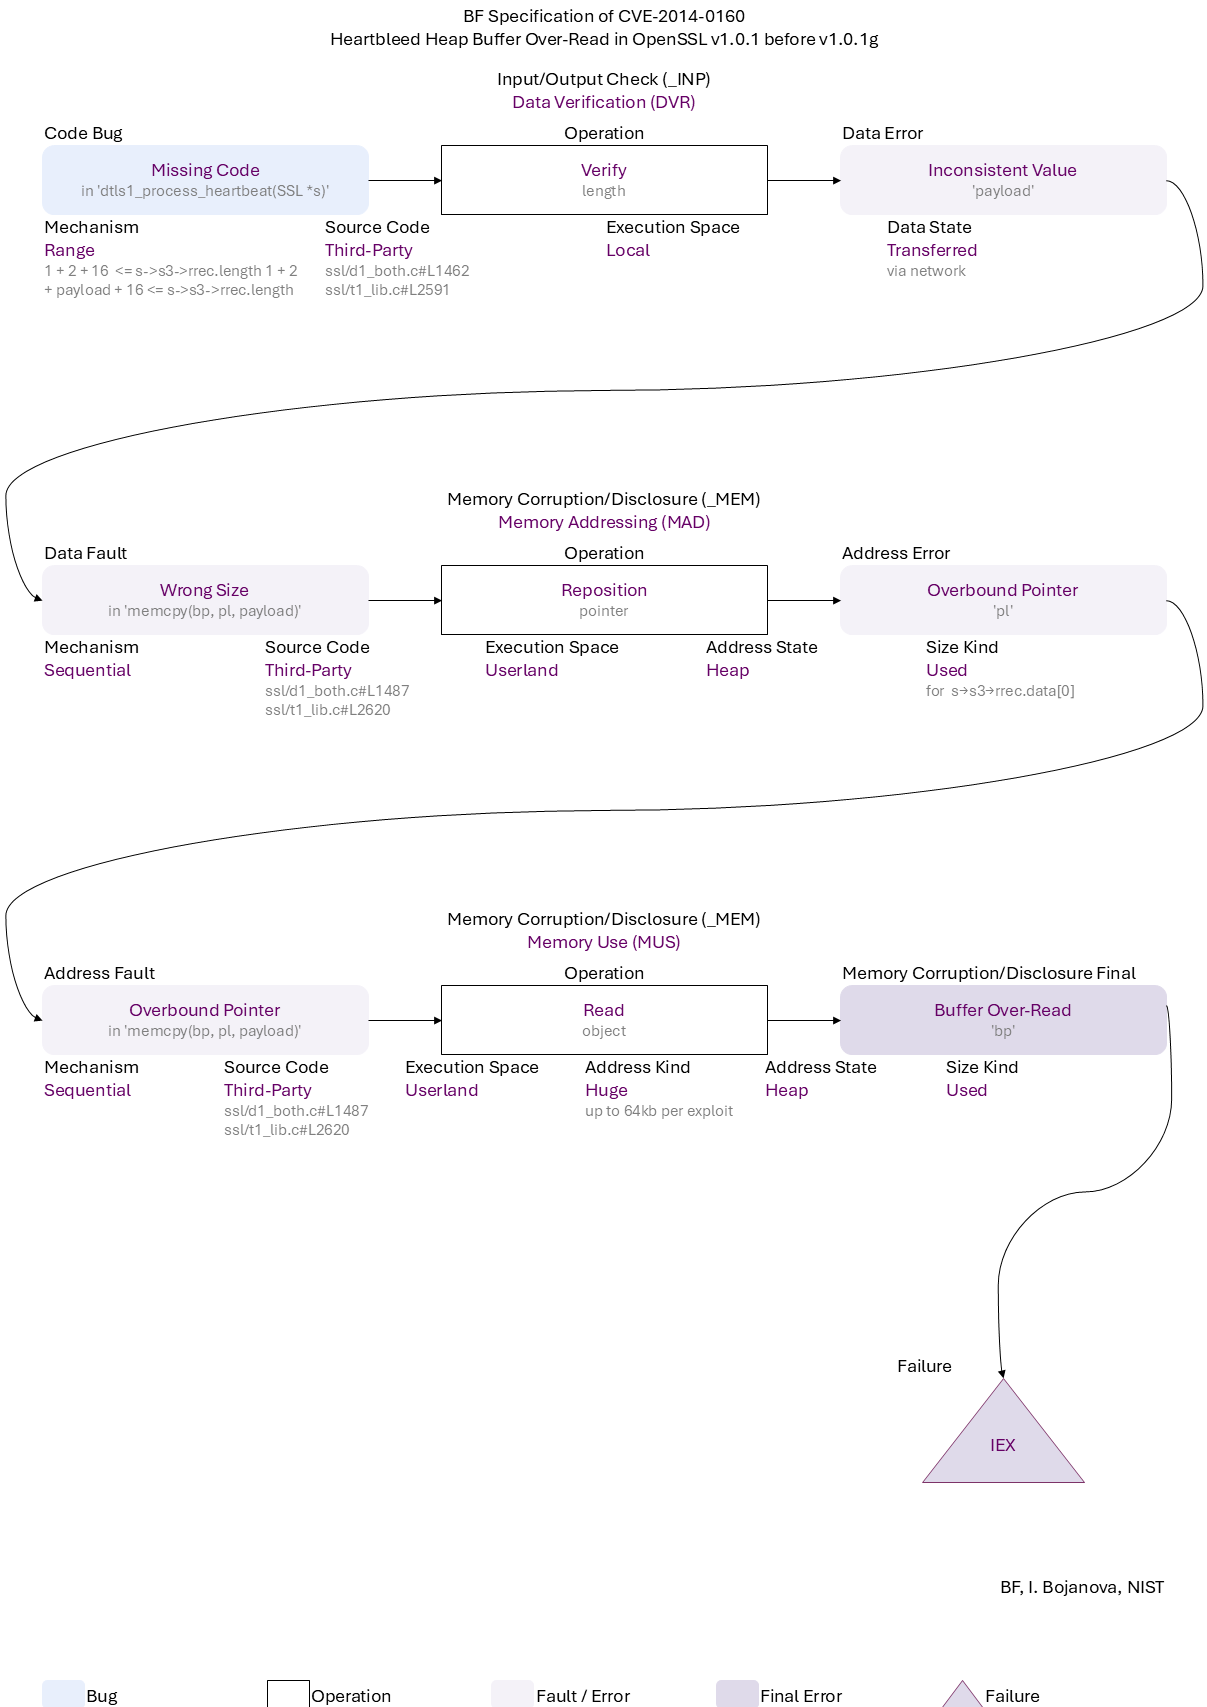 BF Specification of CVE-2014-0160
Heartbleed Heap Buffer Over-Read in OpenSSL v1.0.1 before v1.0.1g
Input/Output Check (_INP)
Data Verification (DVR)
Code Bug
Operation
Data Error
Missing Code
in 'dtls1_process_heartbeat(SSL *s)'
Verify
length
Inconsistent Value
'payload'
Mechanism
Range
1 + 2 + 16 <= s->s3->rrec.length 1 + 2
+ payload + 16 <= s->s3->rrec.length
Source Code
Third-Party
ssl/d1_both.c#L1462
ssl/t1_lib.c#L2591
Execution Space
Local
Data State
Transferred
via network
Memory Corruption/Disclosure (_MEM)
Memory Addressing (MAD)
Data Fault
Operation
Address Error
Wrong Size
in 'memcpy(bp, pl, payload)'
Reposition
pointer
Overbound Pointer
'pl'
Mechanism
Sequential
Source Code
Third-Party
ssl/d1_both.c#L1487
ssl/t1_lib.c#L2620
Execution Space
Userland
Address State
Heap
Size Kind
Used
for s→s3→rrec.data[0]
Memory Corruption/Disclosure (_MEM)
Memory Use (MUS)
Address Fault
Operation
Memory Corruption/Disclosure Final
Overbound Pointer
in 'memcpy(bp, pl, payload)'
Read
object
Buffer Over-Read
'bp'
Mechanism
Sequential
Source Code
Third-Party
ssl/d1_both.c#L1487
ssl/t1_lib.c#L2620
Execution Space
Userland
Address Kind
Huge
up to 64kb per exploit
Address State
Heap
Size Kind
Used
Failure
IEX
BF, I. Bojanova, NIST
Bug
Operation
Fault / Error
Final Error
Failure